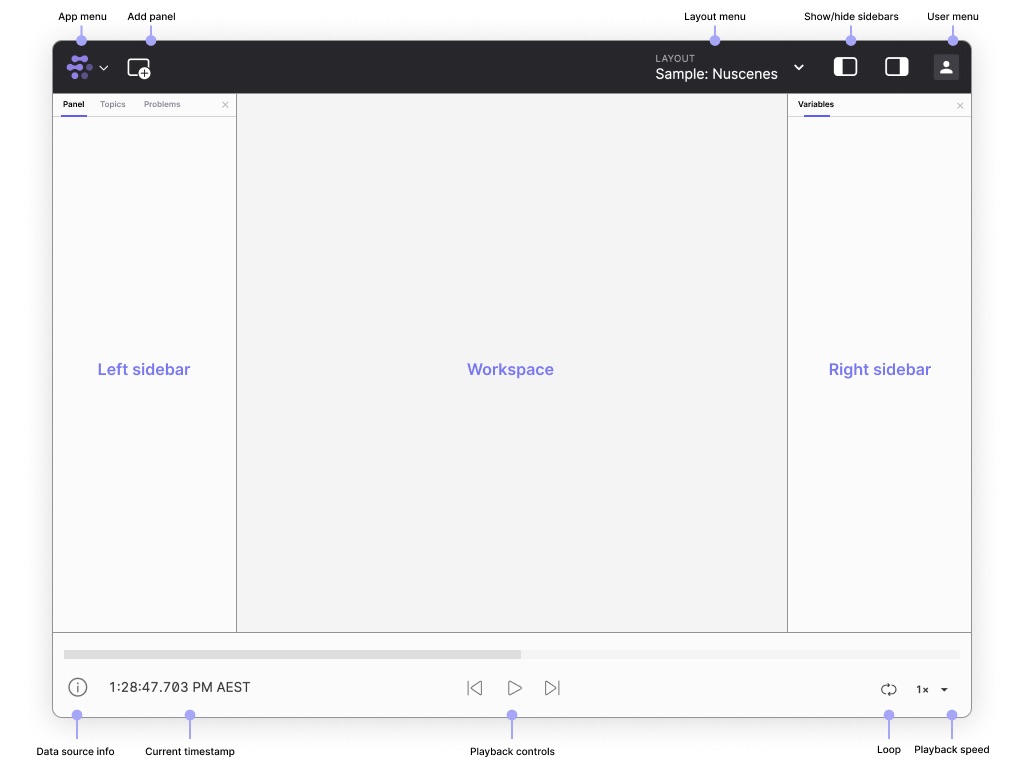 App menu
Add panel
Layout menu
Show/hide sidebars
User menu
LAYOUT
Sample: Nuscenes
Panel
Topics
Problems
Variables
Left sidebar
Workspace
Right sidebar
1:28:47.703 PM AEST
1×
Data source info
Current timestamp
Playback controls
Loop
Playback speed